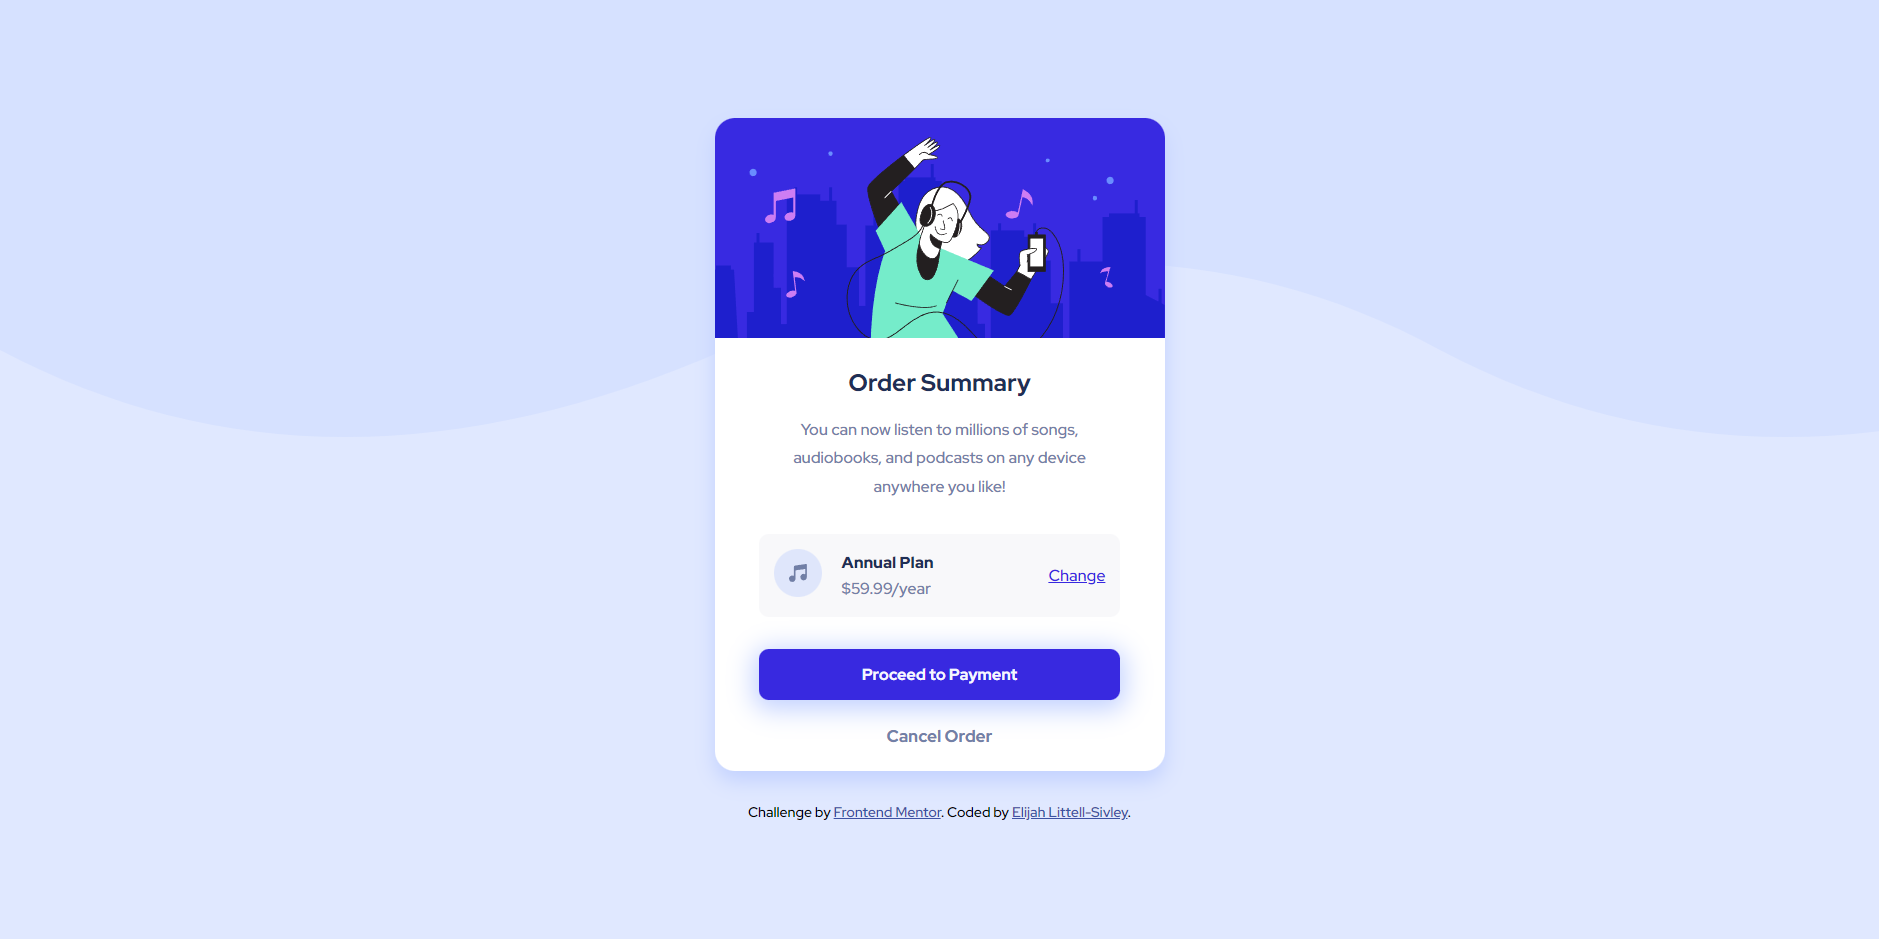 Order Summary
You can now listen to millions of songs,
audiobooks, and podcasts on any device
anywhere you like!
Annual Plan
$59.99/year
Change
Proceed to Payment
Cancel Order
Challenge by Frontend Mentor. Coded by Elijah Littell-Sivley.